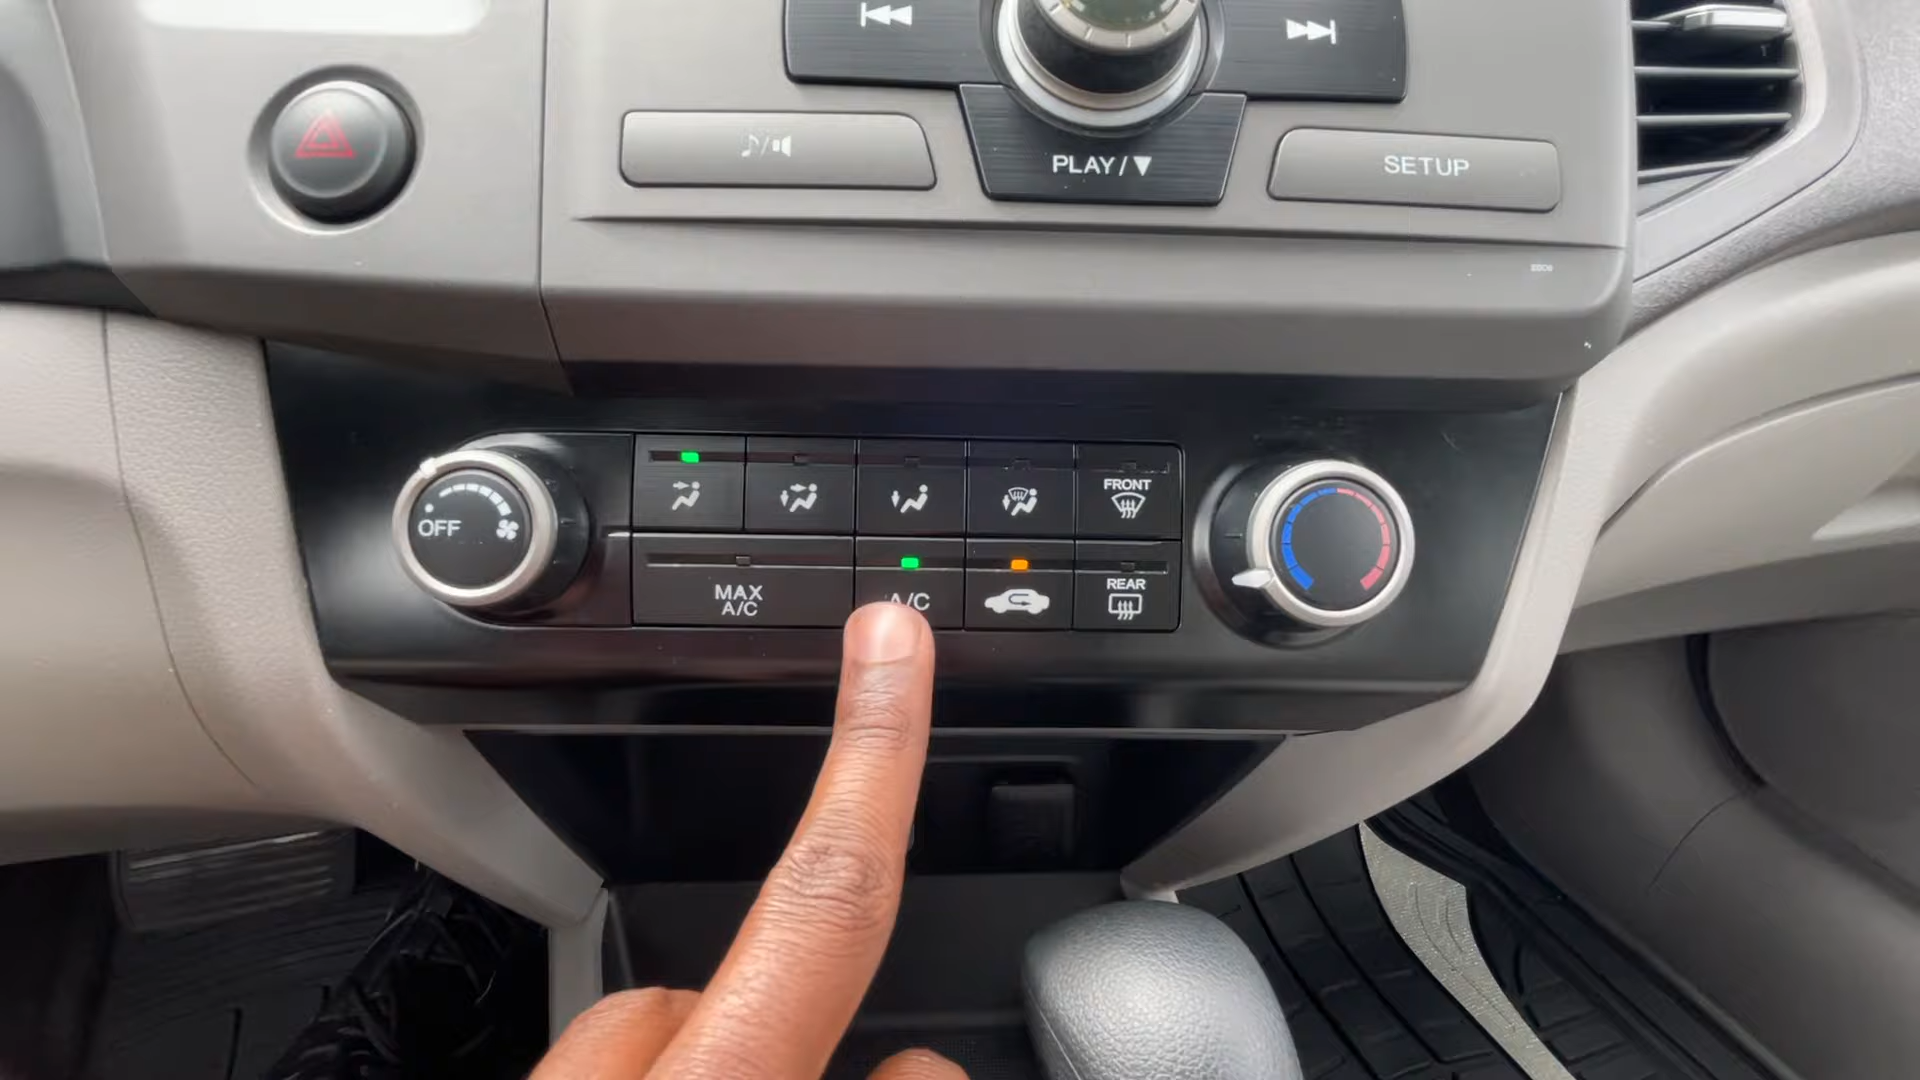 PLAY/▼
SETUP
OFF
FRONT
MAX
A/C
A/C
REAR